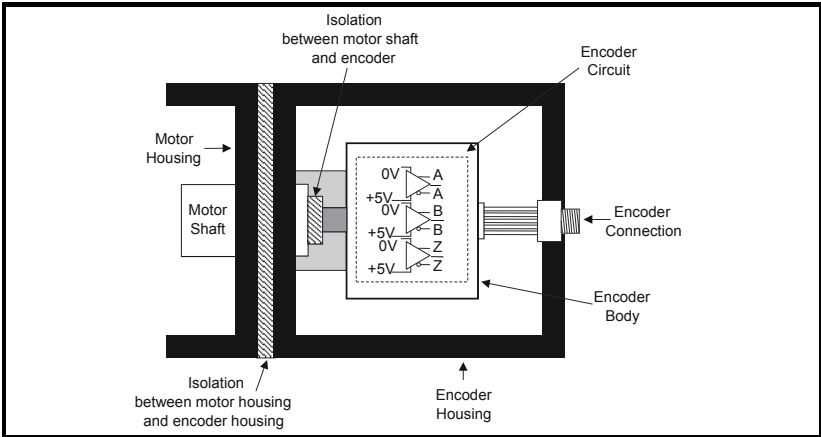 Isolation
between motor shaft
and encoder
Encoder
Circuit
Motor
Housing
Motor
Shaft
0V
A
A̅
+5V
0V
B
B̅
+5V
0V
Z
Z̅
+5V
Encoder
Connection
Encoder
Body
Isolation
between motor housing
and encoder housing
Encoder
Housing